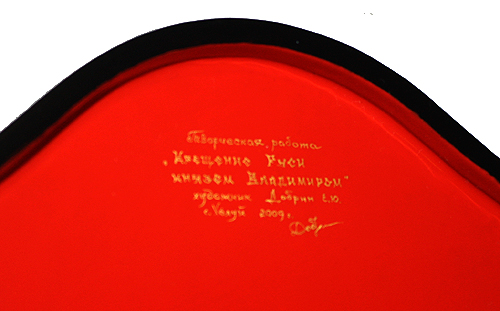 Творческая работа
„Крещение Руси
князем Владимиром"
художник Добрин С.Ю.
с. Холуй 2009 г.